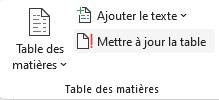 Table des
matières
Ajouter le texte
Mettre à jour la table
Table des matières